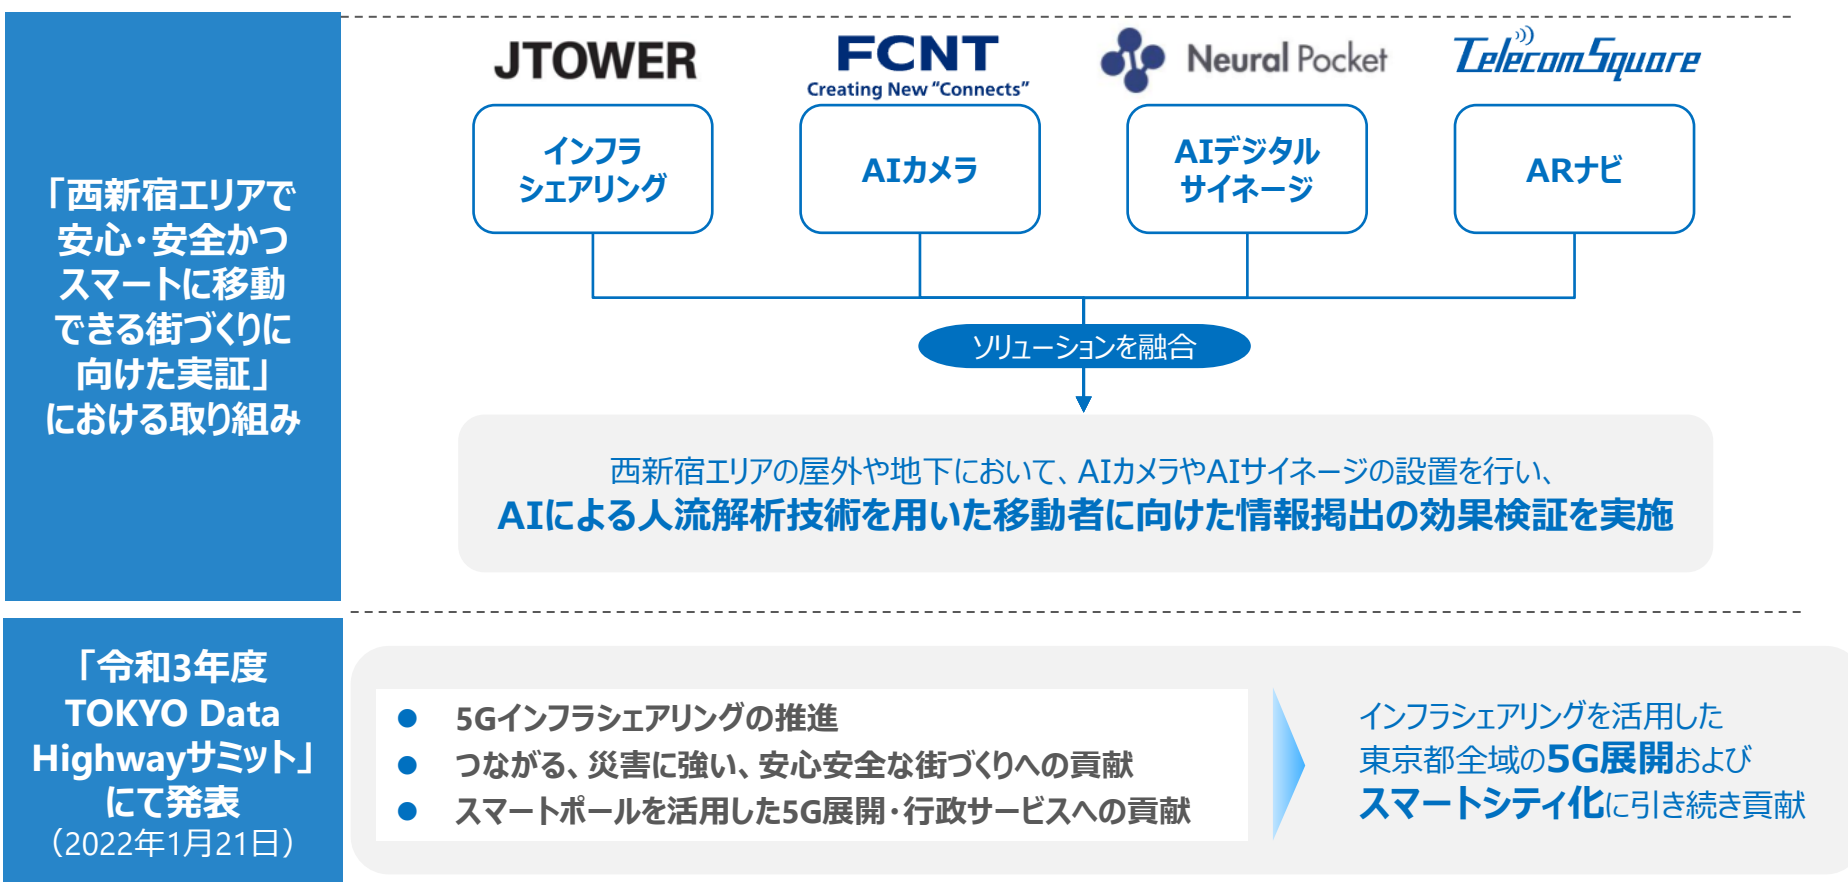 「西新宿エリアで
安心・安全かつ
スマートに移動
できる街づくりに
向けた実証」
における取り組み
JTOWER
FCNT
Creating New "Connects"
Neural Pocket
TelecomSquare
インフラ
シェアリング
AIカメラ
AIデジタル
サイネージ
ARナビ
ソリューションを融合
西新宿エリアの屋外や地下において、AIカメラやAIサイネージの設置を行い、
AIによる人流解析技術を用いた移動者に向けた情報掲出の効果検証を実施
「令和3年度
TOKYO Data
Highwayサミット」
にて発表
（2022年1月21日）
● 5Gインフラシェアリングの推進
● つながる、災害に強い、安心安全な街づくりへの貢献
● スマートポールを活用した5G展開・行政サービスへの貢献
インフラシェアリングを活用した
東京都全域の5G展開および
スマートシティ化に引き続き貢献